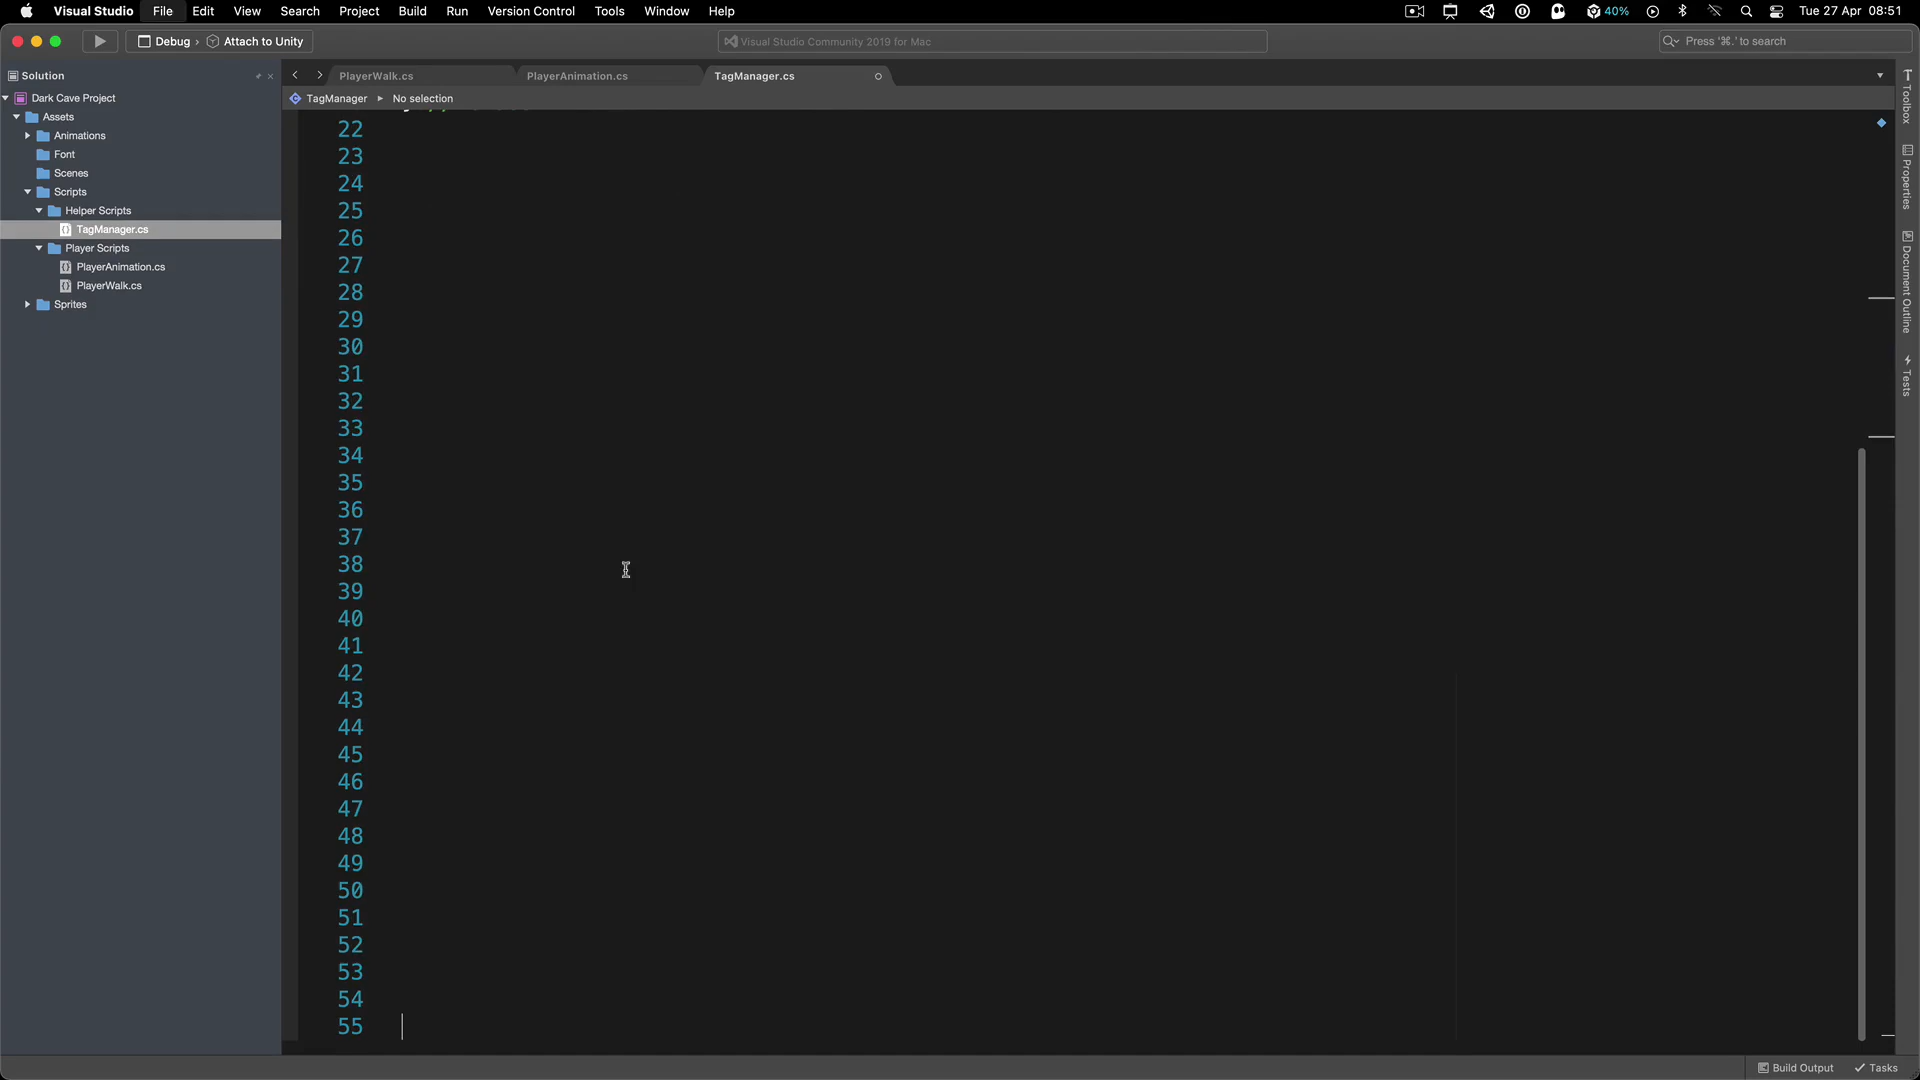 Visual Studio File Edit View Search Project Build Run Version Control Tools Window Help 40% Tue 27 Apr 08:51
Debug › Attach to Unity Visual Studio Community 2019 for Mac Press '⌘.' to search
Solution PlayerWalk.cs PlayerAnimation.cs TagManager.cs
TagManager ▸ No selection
Dark Cave Project
Assets
Animations
Font
Scenes
Scripts
Helper Scripts
TagManager.cs
Player Scripts
PlayerAnimation.cs
PlayerWalk.cs
Sprites
22
23
24
25
26
27
28
29
30
31
32
33
34
35
36
37
38
39
40
41
42
43
44
45
46
47
48
49
50
51
52
53
54
55
Toolbox
Properties
Document Outline
Tests
Build Output Tasks